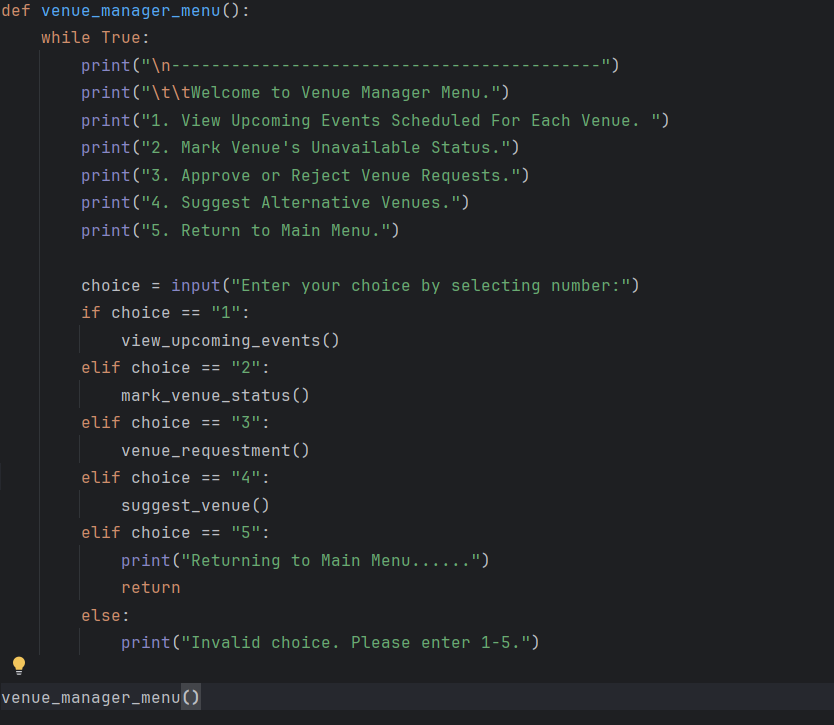 def venue_manager_menu():
    while True:
        print("\n-------------------------------------------")
        print("\t\tWelcome to Venue Manager Menu.")
        print("1. View Upcoming Events Scheduled For Each Venue. ")
        print("2. Mark Venue's Unavailable Status.")
        print("3. Approve or Reject Venue Requests.")
        print("4. Suggest Alternative Venues.")
        print("5. Return to Main Menu.")

        choice = input("Enter your choice by selecting number:")
        if choice == "1":
            view_upcoming_events()
        elif choice == "2":
            mark_venue_status()
        elif choice == "3":
            venue_requestment()
        elif choice == "4":
            suggest_venue()
        elif choice == "5":
            print("Returning to Main Menu......")
            return
        else:
            print("Invalid choice. Please enter 1-5.")

venue_manager_menu()